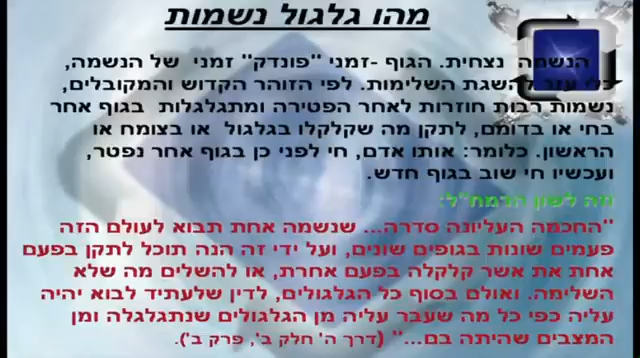 מהו גלגול נשמות
הנשמה נצחית. הגוף -זמני "פונדק" זמני של הנשמה,
כלי עזר להשגת השלימות. לפי הזוהר הקדוש והמקובלים,
נשמות רבות חוזרות לאחר הפטירה ומתגלגלות בגוף אחר
בחי או בדומם, לתקן מה שקלקלו בגלגול או בצומח או
הראשון. כלומר: אותו אדם, חי לפני כן בגוף אחר נפטר,
ועכשיו חי שוב בגוף חדש.
וזה לשון הרמח"ל:
"החכמה העליונה סדרה... שנשמה אחת תבוא לעולם הזה
פעמים שונות בגופים שונים, ועל ידי זה הנה תוכל לתקן בפעם
אחת את אשר קלקלה בפעם אחרת, או להשלים מה שלא
השלימה. ואולם בסוף כל הגלגולים, לדין שלעתיד לבוא יהיה
עליה כפי כל מה שעבר עליה מן הגלגולים שנתגלגלה ומן
המצבים שהיתה בם..." (דרך ה' חלק ב', פרק ב').